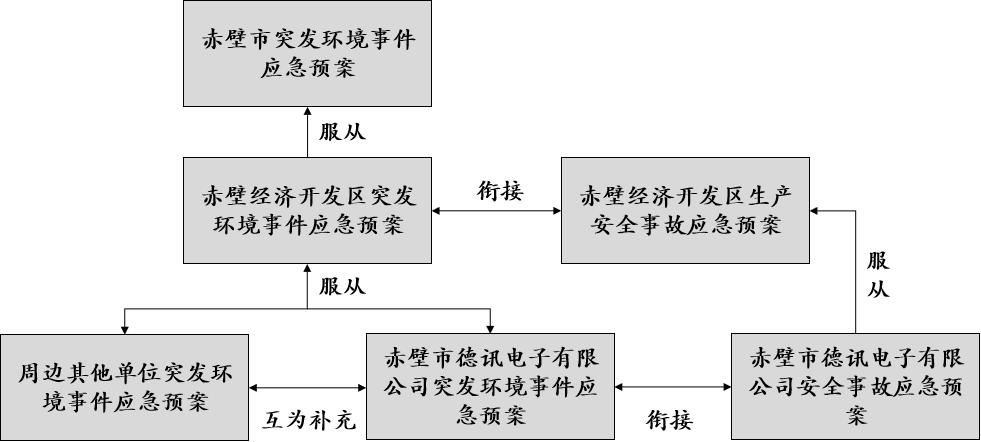 赤壁市突发环境事件
应急预案
服从
赤壁经济开发区突发
环境事件应急预案
衔接
赤壁经济开发区生产
安全事故应急预案
服从
服
从
周边其他单位突发环
境事件应急预案
互为补充
赤壁市德讯电子有限
公司突发环境事件应
急预案
衔接
赤壁市德讯电子有限
公司安全事故应急预
案